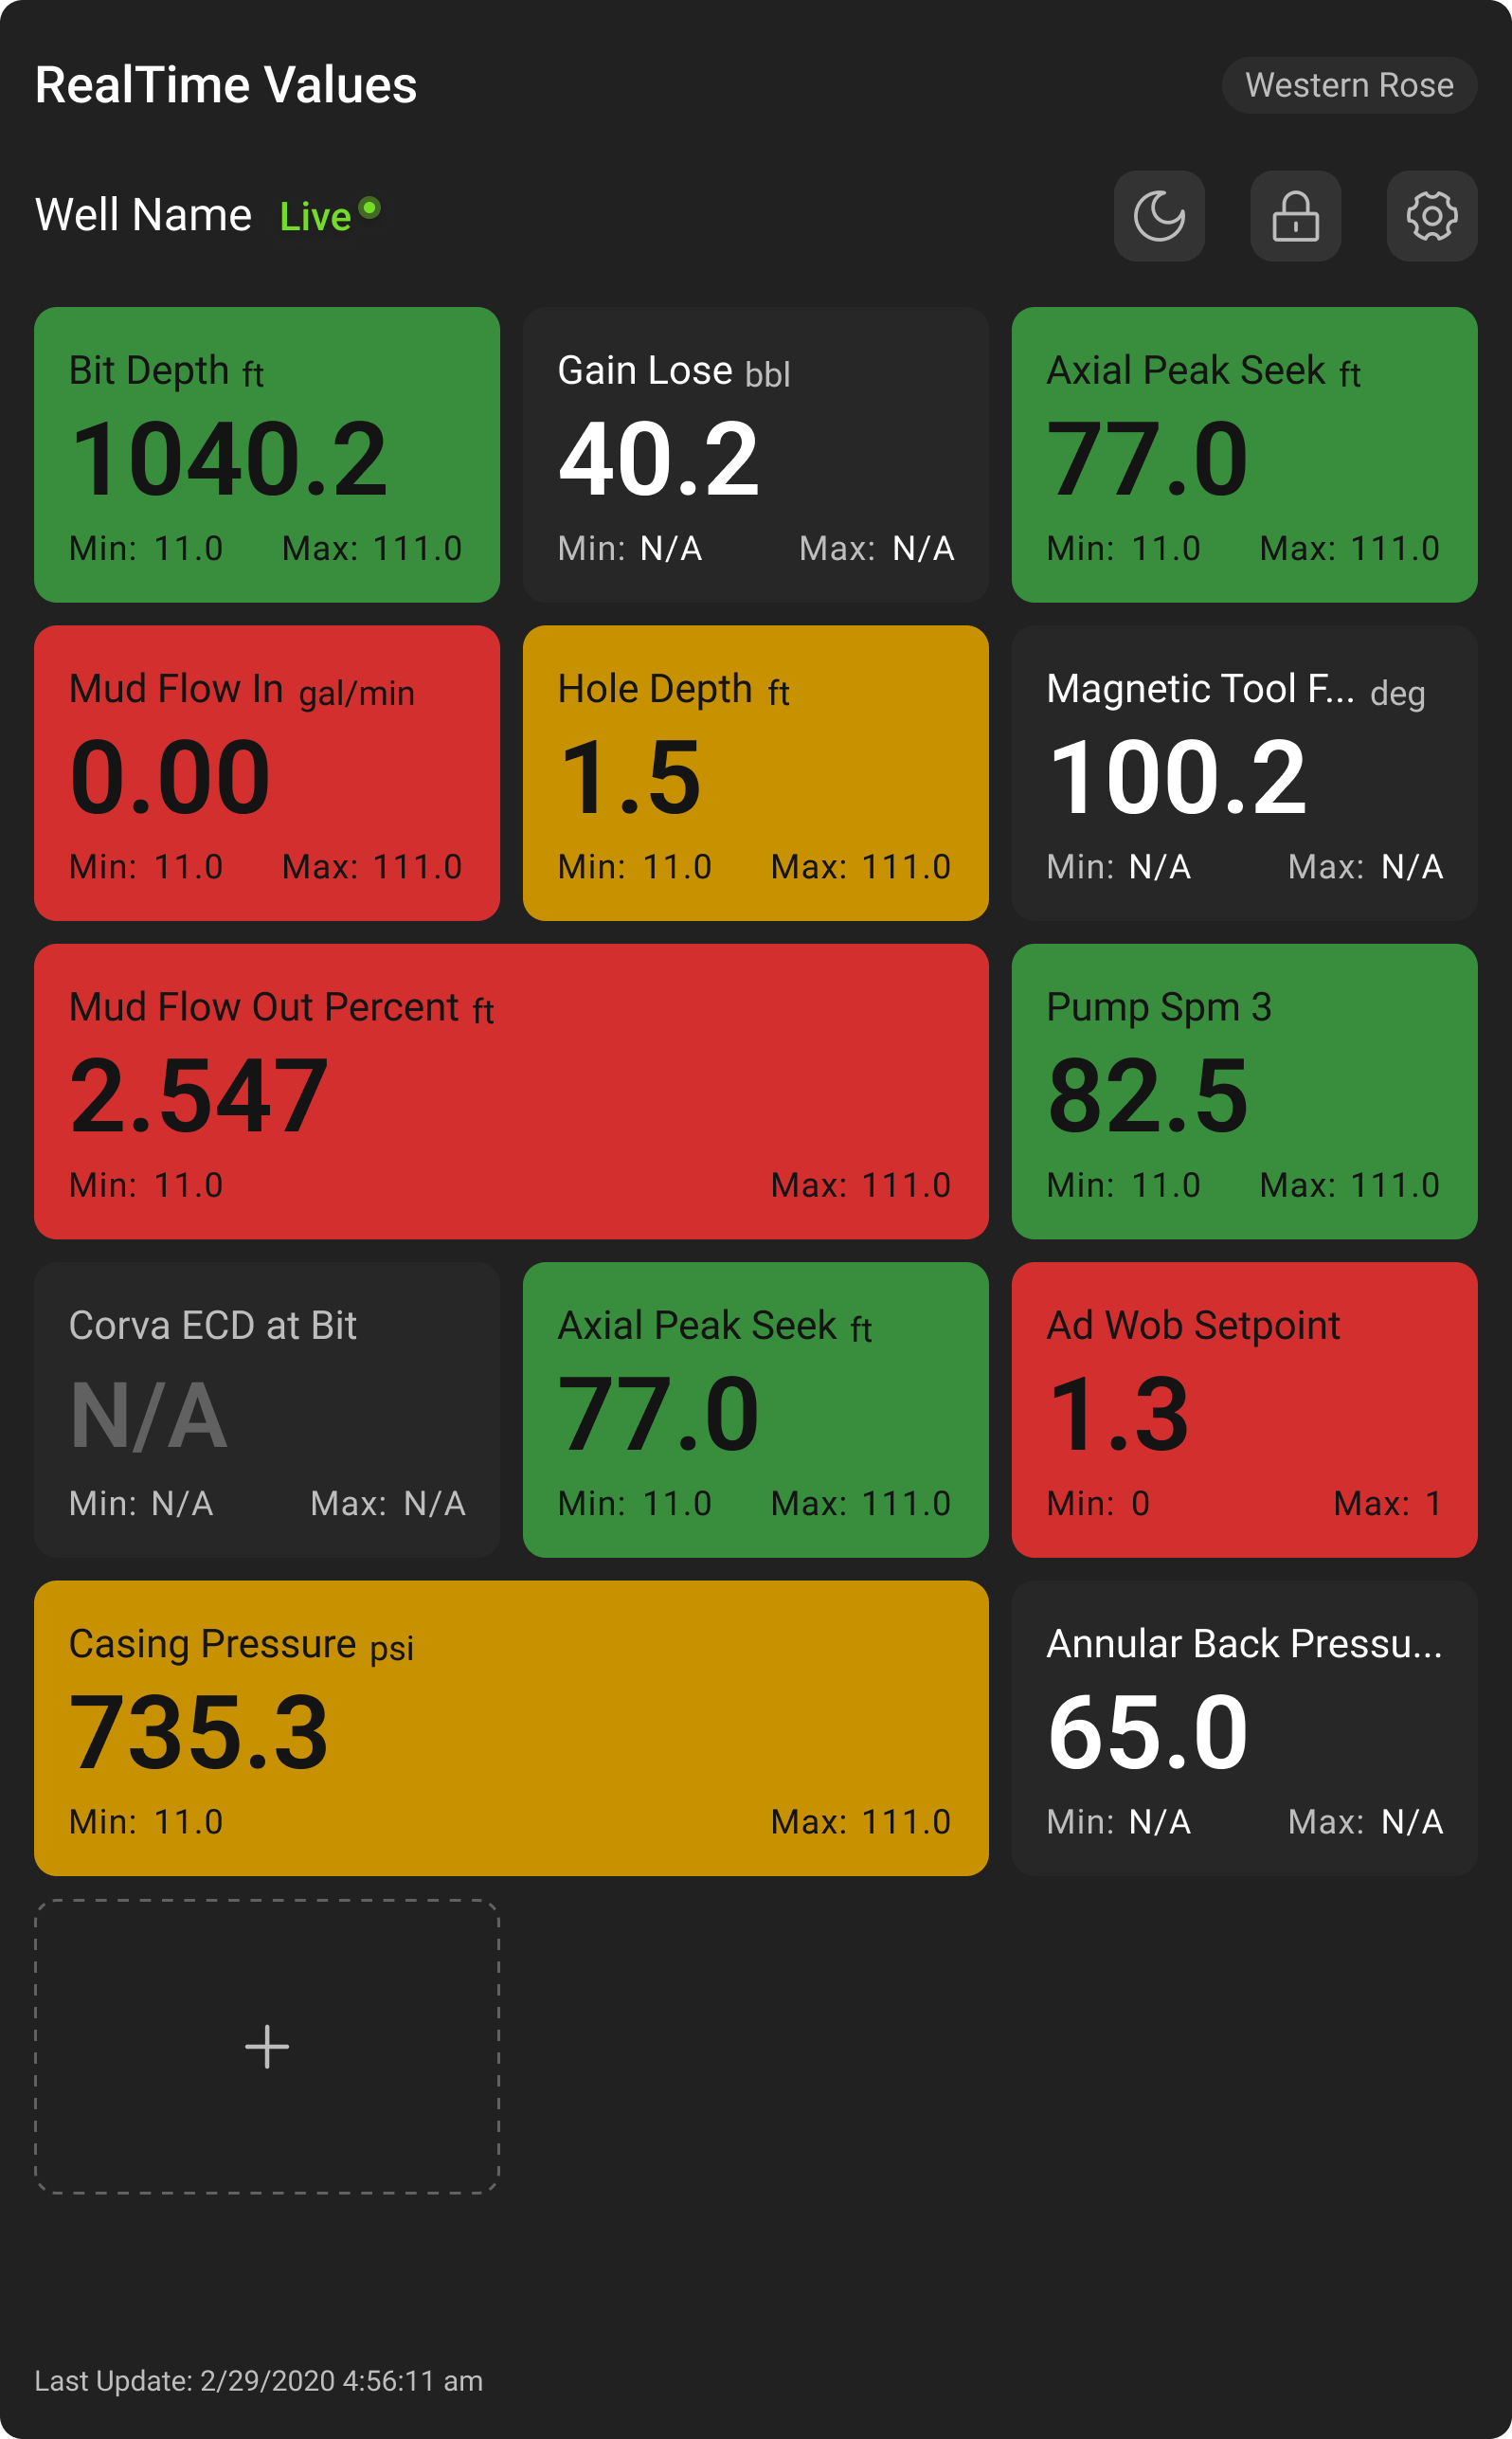 RealTime Values
Western Rose
Well Name Live
Bit Depth ft
1040.2
Min: 11.0 Max: 111.0
Gain Lose bbl
40.2
Min: N/A Max: N/A
Axial Peak Seek ft
77.0
Min: 11.0 Max: 111.0
Mud Flow In gal/min
0.00
Min: 11.0 Max: 111.0
Hole Depth ft
1.5
Min: 11.0 Max: 111.0
Magnetic Tool F... deg
100.2
Min: N/A Max: N/A
Mud Flow Out Percent ft
2.547
Min: 11.0 Max: 111.0
Pump Spm 3
82.5
Min: 11.0 Max: 111.0
Corva ECD at Bit
N/A
Min: N/A Max: N/A
Axial Peak Seek ft
77.0
Min: 11.0 Max: 111.0
Ad Wob Setpoint
1.3
Min: 0 Max: 1
Casing Pressure psi
735.3
Min: 11.0 Max: 111.0
Annular Back Pressu...
65.0
Min: N/A Max: N/A
Last Update: 2/29/2020 4:56:11 am